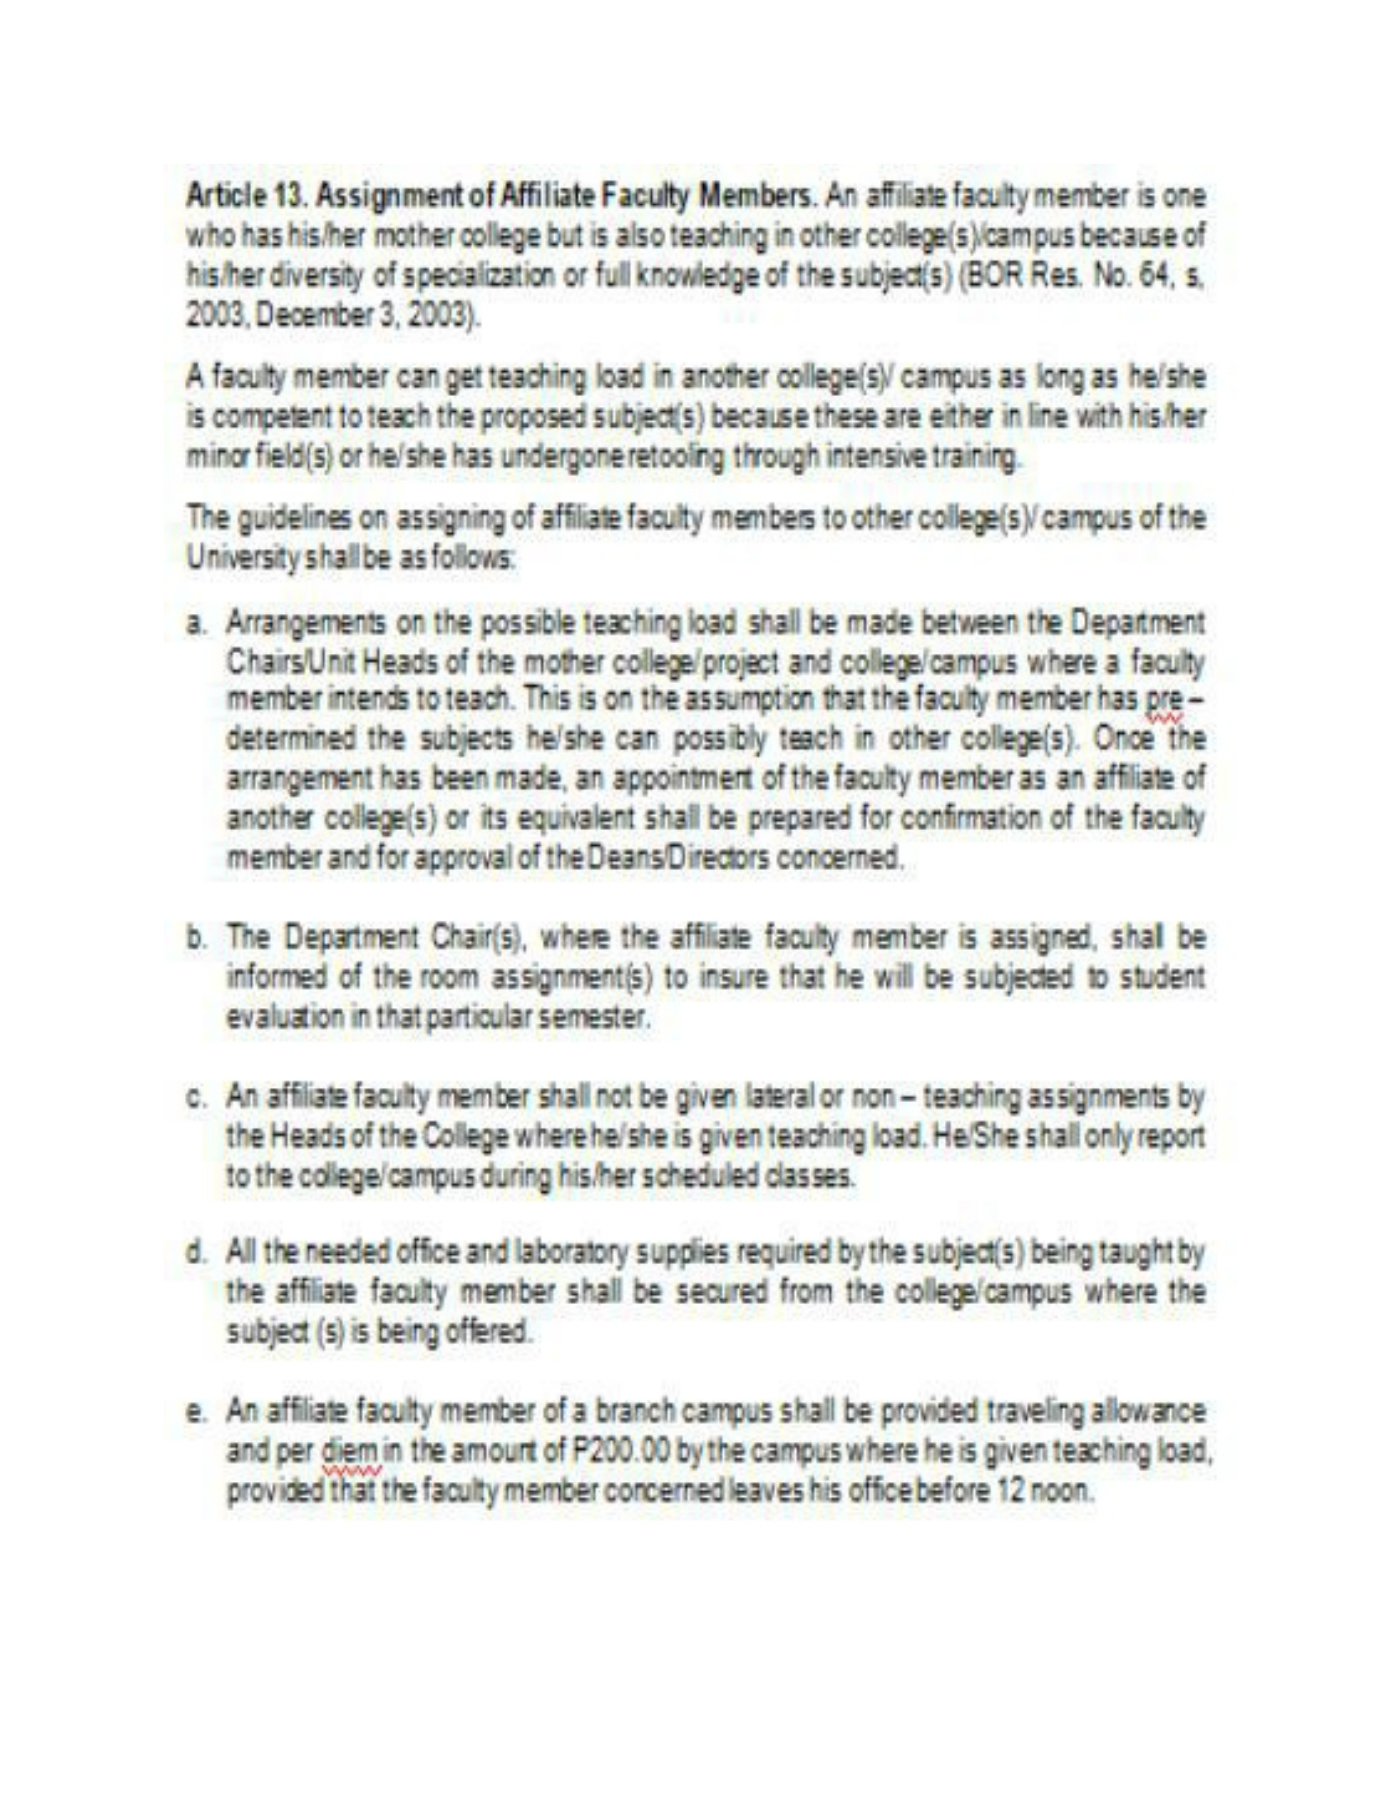 Article 13. Assignment of Affiliate Faculty Members. An affiliate faculty member is one
who has his/her mother college but is also teaching in other college(s)/campus because of
his/her diversity of specialization or full knowledge of the subject(s) (BOR Res. No. 64, s,
2003, December 3, 2003).
A faculty member can get teaching load in another college(s)/ campus as long as he/she
is competent to teach the proposed subject(s) because these are either in line with his/her
minor field(s) or he/she has undergone retooling through intensive training.
The guidelines on assigning of affiliate faculty members to other college(s)/ campus of the
University shall be as follows:
a. Arrangements on the possible teaching load shall be made between the Department
Chairs/Unit Heads of the mother college/project and college/campus where a faculty
member intends to teach. This is on the assumption that the faculty member has pre –
determined the subjects he/she can possibly teach in other college(s). Once the
arrangement has been made, an appointment of the faculty member as an affiliate of
another college(s) or its equivalent shall be prepared for confirmation of the faculty
member and for approval of the Deans/Directors concerned.
b. The Department Chair(s), where the affiliate faculty member is assigned, shall be
informed of the room assignment(s) to insure that he will be subjected to student
evaluation in that particular semester.
c. An affiliate faculty member shall not be given lateral or non – teaching assignments by
the Heads of the College where he/she is given teaching load. He/She shall only report
to the college/campus during his/her scheduled classes.
d. All the needed office and laboratory supplies required by the subject(s) being taught by
the affiliate faculty member shall be secured from the college/campus where the
subject (s) is being offered.
e. An affiliate faculty member of a branch campus shall be provided traveling allowance
and per diem in the amount of P200.00 by the campus where he is given teaching load,
provided that the faculty member concerned leaves his office before 12 noon.